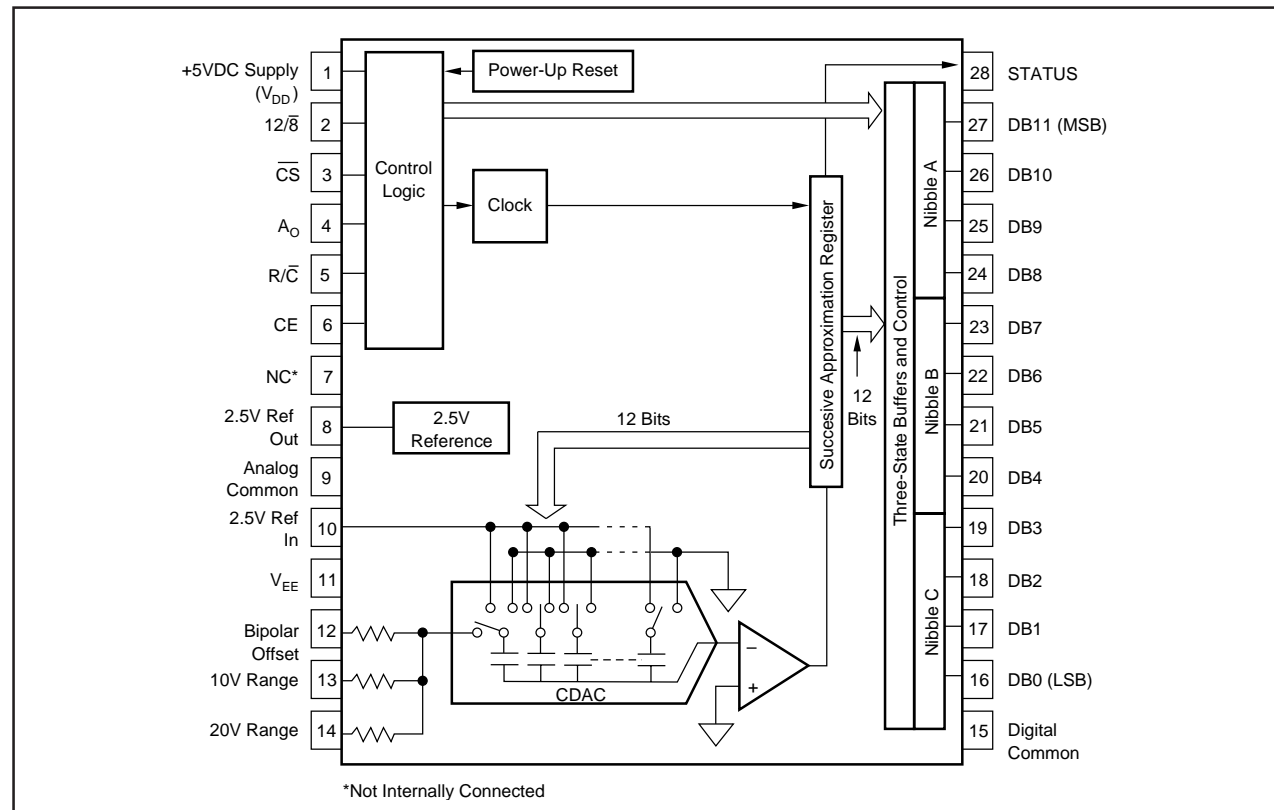 +5VDC Supply
(VDD)
1
12/8̅
2
C̅S̅
3
AO
4
R/C̅
5
CE
6
NC*
7
2.5V Ref
Out
8
Analog
Common
9
2.5V Ref
In
10
VEE
11
Bipolar
Offset
12
10V Range
13
20V Range
14
Control
Logic
Power-Up Reset
Clock
2.5V
Reference
12 Bits
CDAC
–
+
Succesive Approximation Register
12
Bits
Three-State Buffers and Control
Nibble A
Nibble B
Nibble C
28
STATUS
27
DB11 (MSB)
26
DB10
25
DB9
24
DB8
23
DB7
22
DB6
21
DB5
20
DB4
19
DB3
18
DB2
17
DB1
16
DB0 (LSB)
15
Digital
Common
*Not Internally Connected